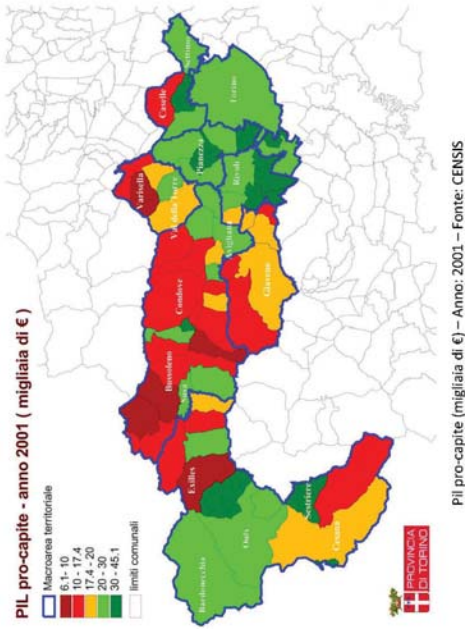 PIL pro-capite - anno 2001 ( migliaia di € )
Macroarea territoriale
6.1- 10
10 - 17.4
17.4 - 20
20 - 30
30 - 45.1
limiti comunali
Bardonecchia
Oulx
Cesana
Sestriere
Exilles
Susa
Bussoleno
Condove
Avigliana
Giaveno
Val della Torre
Varisella
Pianezza
Rivoli
Caselle
Torino
Settimo
PROVINCIA
DI TORINO
Pil pro-capite (migliaia di €) – Anno: 2001 – Fonte: CENSIS